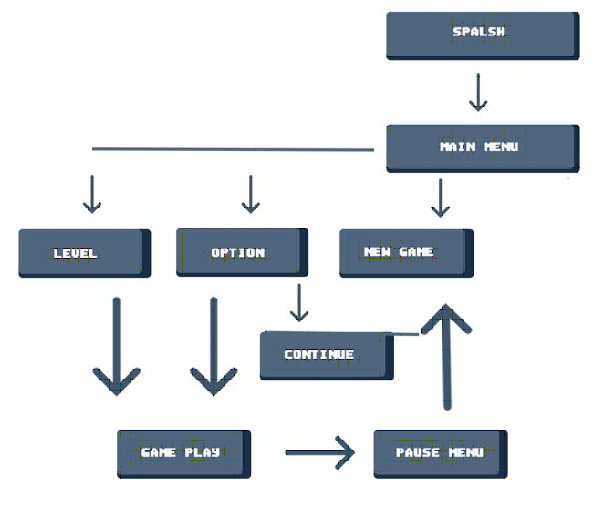 SPALSH
MAIN MENU
LEVEL
OPTION
NEW GAME
CONTINUE
GAME PLAY
PAUSE MENU